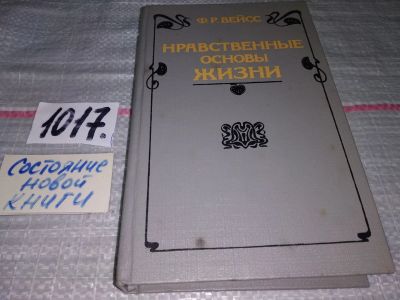 Ф. Р. ВЕЙСС
НРАВСТВЕННЫЕ
ОСНОВЫ
ЖИЗНИ
1017.
Состояние
новой
книги